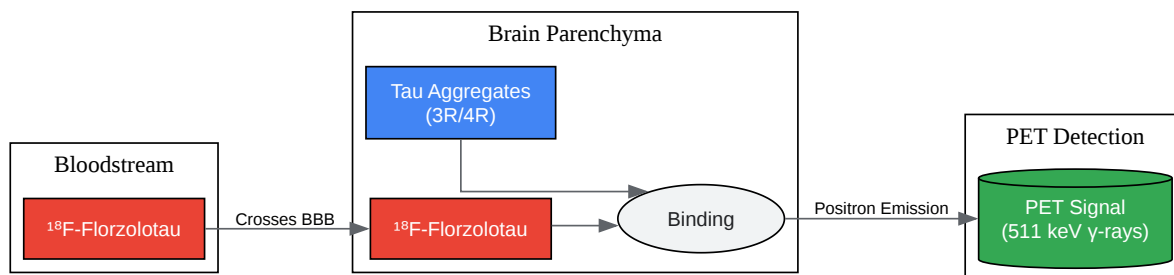 Brain Parenchyma
Tau Aggregates
(3R/4R)
PET Detection
Bloodstream
¹⁸F-Florzolotau
Crosses BBB
¹⁸F-Florzolotau
Binding
Positron Emission
PET Signal
(511 keV γ-rays)